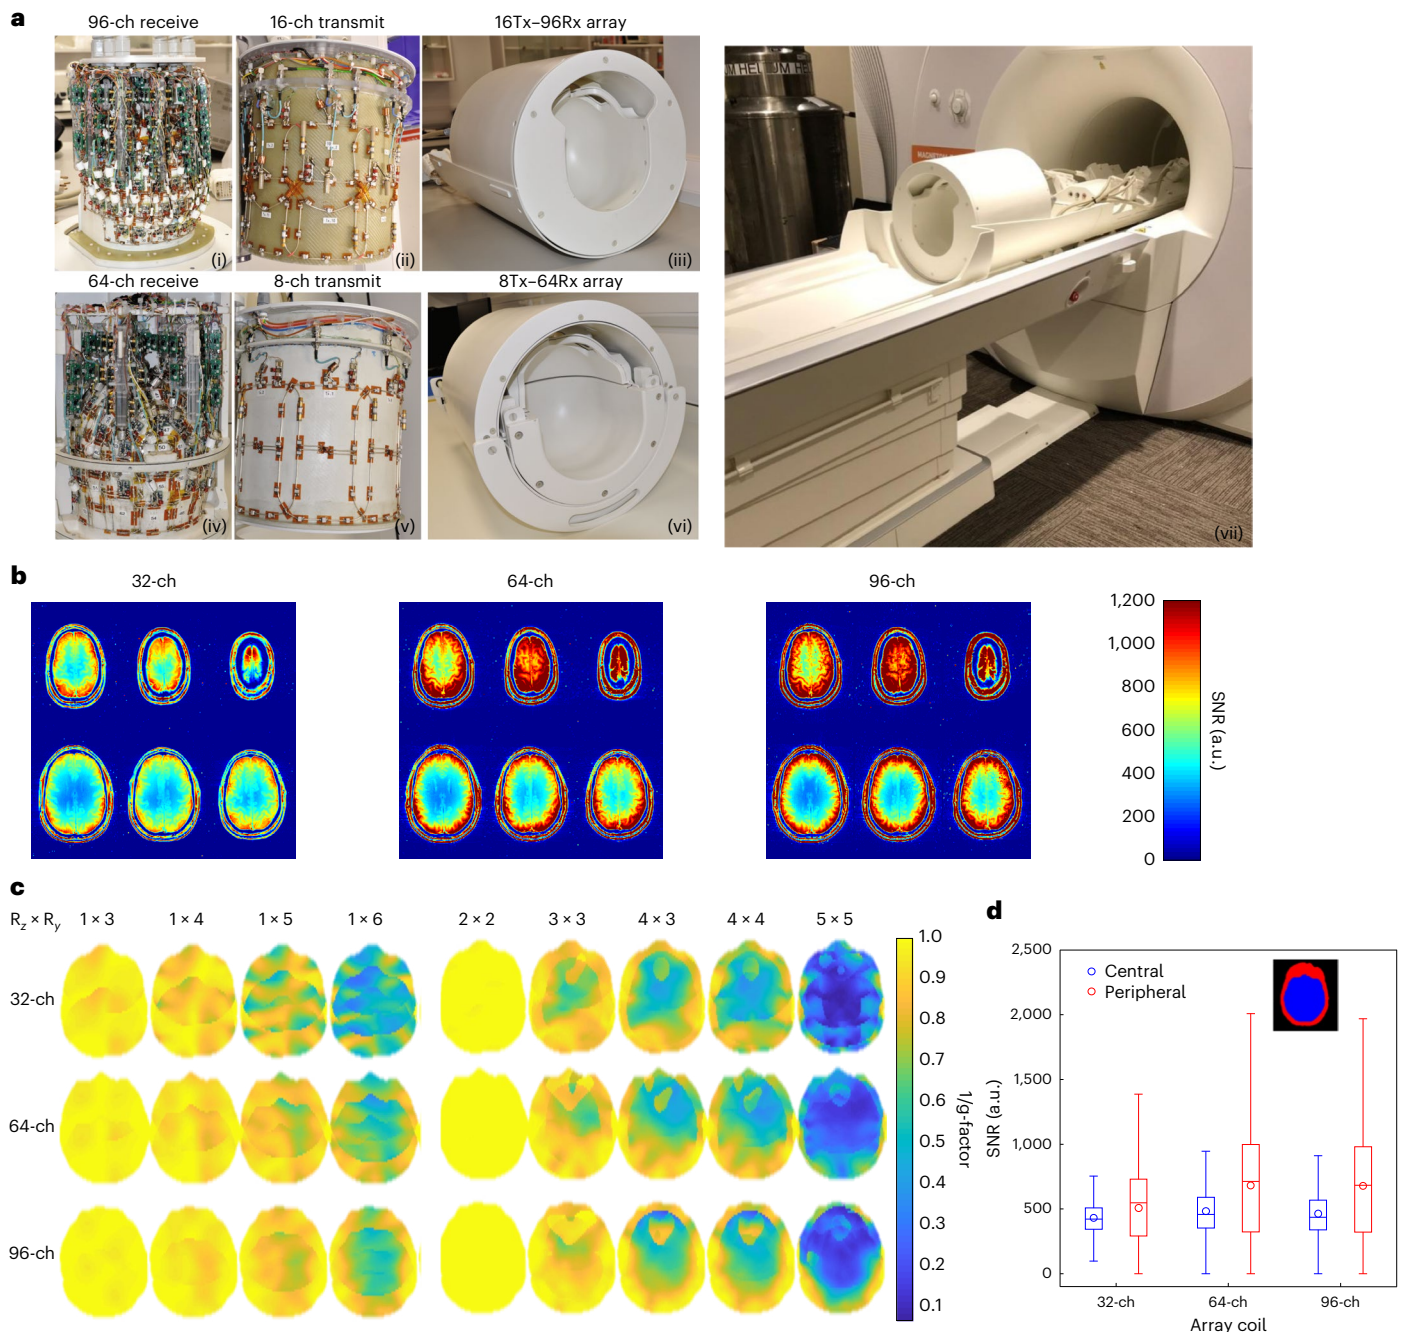 a
96-ch receive
16-ch transmit
16Tx–96Rx array
(i)
(ii)
(iii)
64-ch receive
8-ch transmit
8Tx–64Rx array
(iv)
(v)
(vi)
HELIUM HE
(vii)
b
32-ch
64-ch
96-ch
1,200
1,000
800
600
400
200
0
SNR (a.u.)
c
Rz × Ry
1 × 3
1 × 4
1 × 5
1 × 6
2 × 2
3 × 3
4 × 3
4 × 4
5 × 5
32-ch
64-ch
96-ch
1.0
0.9
0.8
0.7
0.6
0.5
0.4
0.3
0.2
0.1
1/g-factor
d
2,500
2,000
1,500
1,000
500
0
SNR (a.u.)
Central
Peripheral
32-ch
64-ch
96-ch
Array coil